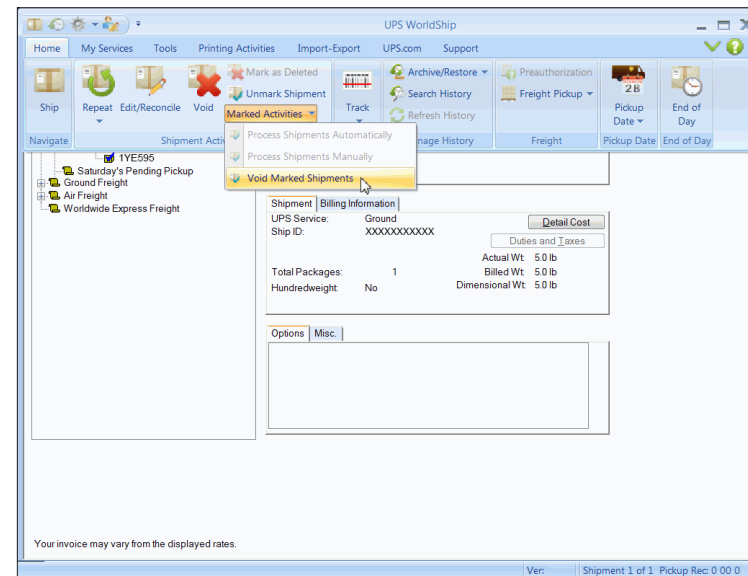 UPS WorldShip
Home My Services Tools Printing Activities Import-Export UPS.com Support
Ship
Repeat
Edit/Reconcile
Void
Mark as Deleted
Unmark Shipment
Marked Activities
Track
Archive/Restore
Search History
Refresh History
Preauthorization
Freight Pickup
2B
Pickup
Date
End of
Day
Navigate Shipment Activ nage History Freight Pickup Date End of Day
Process Shipments Automatically
Process Shipments Manually
Void Marked Shipments
1YE595
Saturday's Pending Pickup
Ground Freight
Air Freight
Worldwide Express Freight
Shipment Billing Information
UPS Service: Ground
Detail Cost
Ship ID: XXXXXXXXXXX
Duties and Taxes
Actual Wt: 5.0 lb
Total Packages: 1 Billed Wt: 5.0 lb
Hundredweight: No Dimensional Wt: 5.0 lb
Options Misc.
Your invoice may vary from the displayed rates.
Ver: Shipment 1 of 1 Pickup Rec: 0 00 0